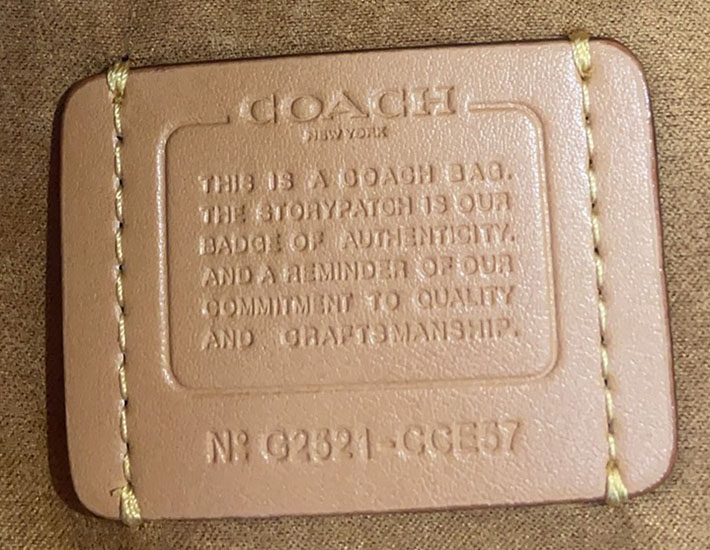 COACH
NEW YORK
THIS IS A COACH BAG.
THE STORYPATCH IS OUR
BADGE OF AUTHENTICITY.
AND A REMINDER OF OUR
COMMITMENT TO QUALITY
AND CRAFTSMANSHIP.
Nº C2521-CCE57